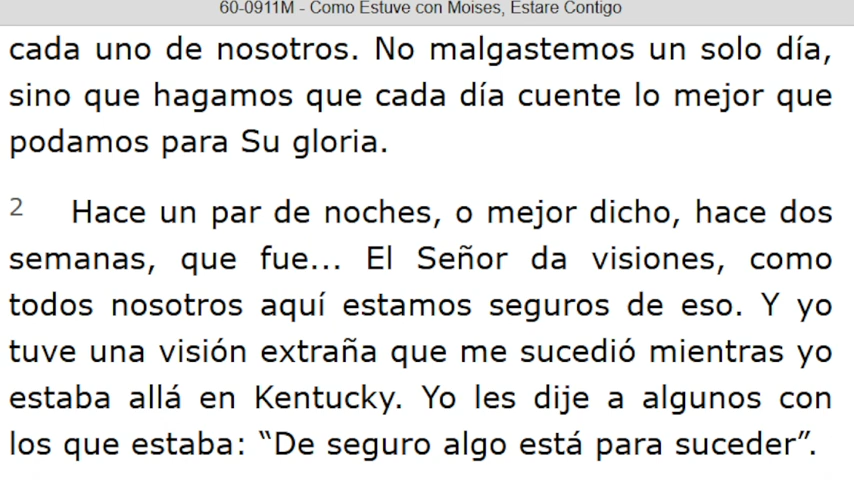 60-0911M - Como Estuve con Moises, Estare Contigo
cada uno de nosotros. No malgastemos un solo día,
sino que hagamos que cada día cuente lo mejor que
podamos para Su gloria.
2 Hace un par de noches, o mejor dicho, hace dos
semanas, que fue... El Señor da visiones, como
todos nosotros aquí estamos seguros de eso. Y yo
tuve una visión extraña que me sucedió mientras yo
estaba allá en Kentucky. Yo les dije a algunos con
los que estaba: “De seguro algo está para suceder”.